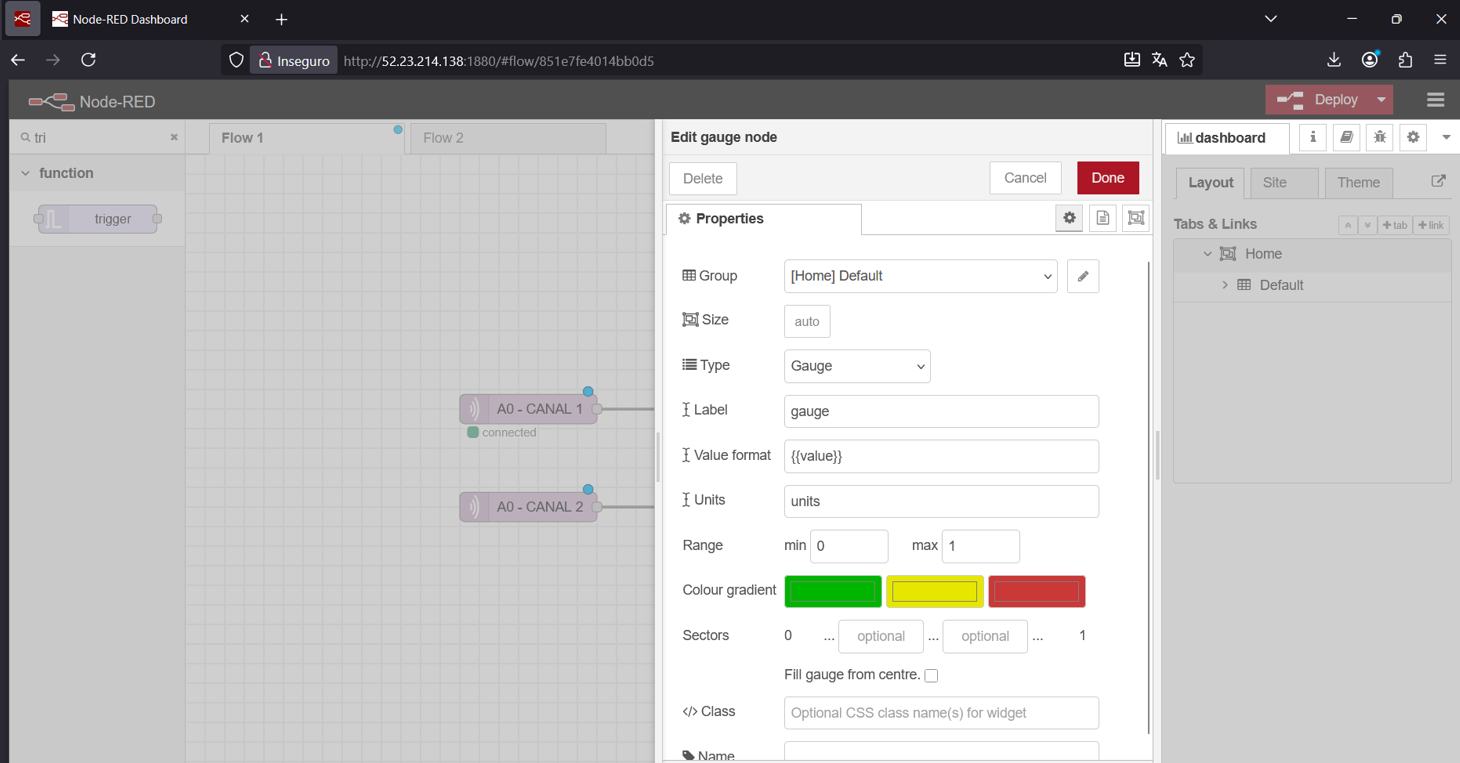 Node-RED Dashboard
Inseguro
http://52.23.214.138:1880/#flow/851e7fe4014bb0d5
Node-RED
Deploy
tri
Flow 1
Flow 2
function
trigger
A0 - CANAL 1
connected
A0 - CANAL 2
Edit gauge node
Delete
Cancel
Done
Properties
Group
[Home] Default
Size
auto
Type
Gauge
Label
gauge
Value format
{{value}}
Units
units
Range
min 0
max 1
Colour gradient
Sectors
0 ... optional ... optional ... 1
Fill gauge from centre.
</> Class
Optional CSS class name(s) for widget
Name
dashboard
i
Layout
Site
Theme
Tabs & Links
+ tab
+ link
Home
Default